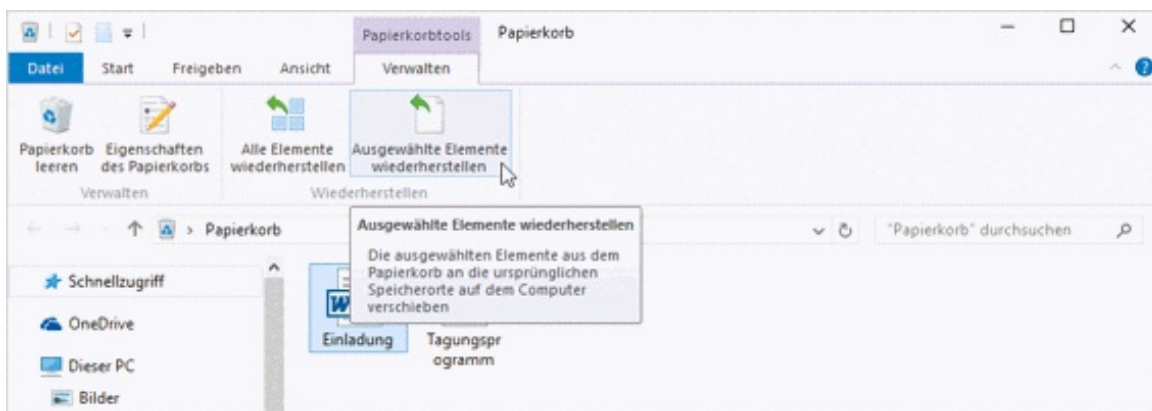 Papierkorbtools Papierkorb
Datei Start Freigeben Ansicht Verwalten
Papierkorb leeren
Eigenschaften des Papierkorbs
Alle Elemente wiederherstellen
Ausgewählte Elemente wiederherstellen
Verwalten Wiederherstellen
Papierkorb
"Papierkorb" durchsuchen
Ausgewählte Elemente wiederherstellen
Die ausgewählten Elemente aus dem
Papierkorb an die ursprünglichen
Speicherorte auf dem Computer
verschieben
Schnellzugriff
OneDrive
Dieser PC
Bilder
Einladung
Tagungspr
ogramm